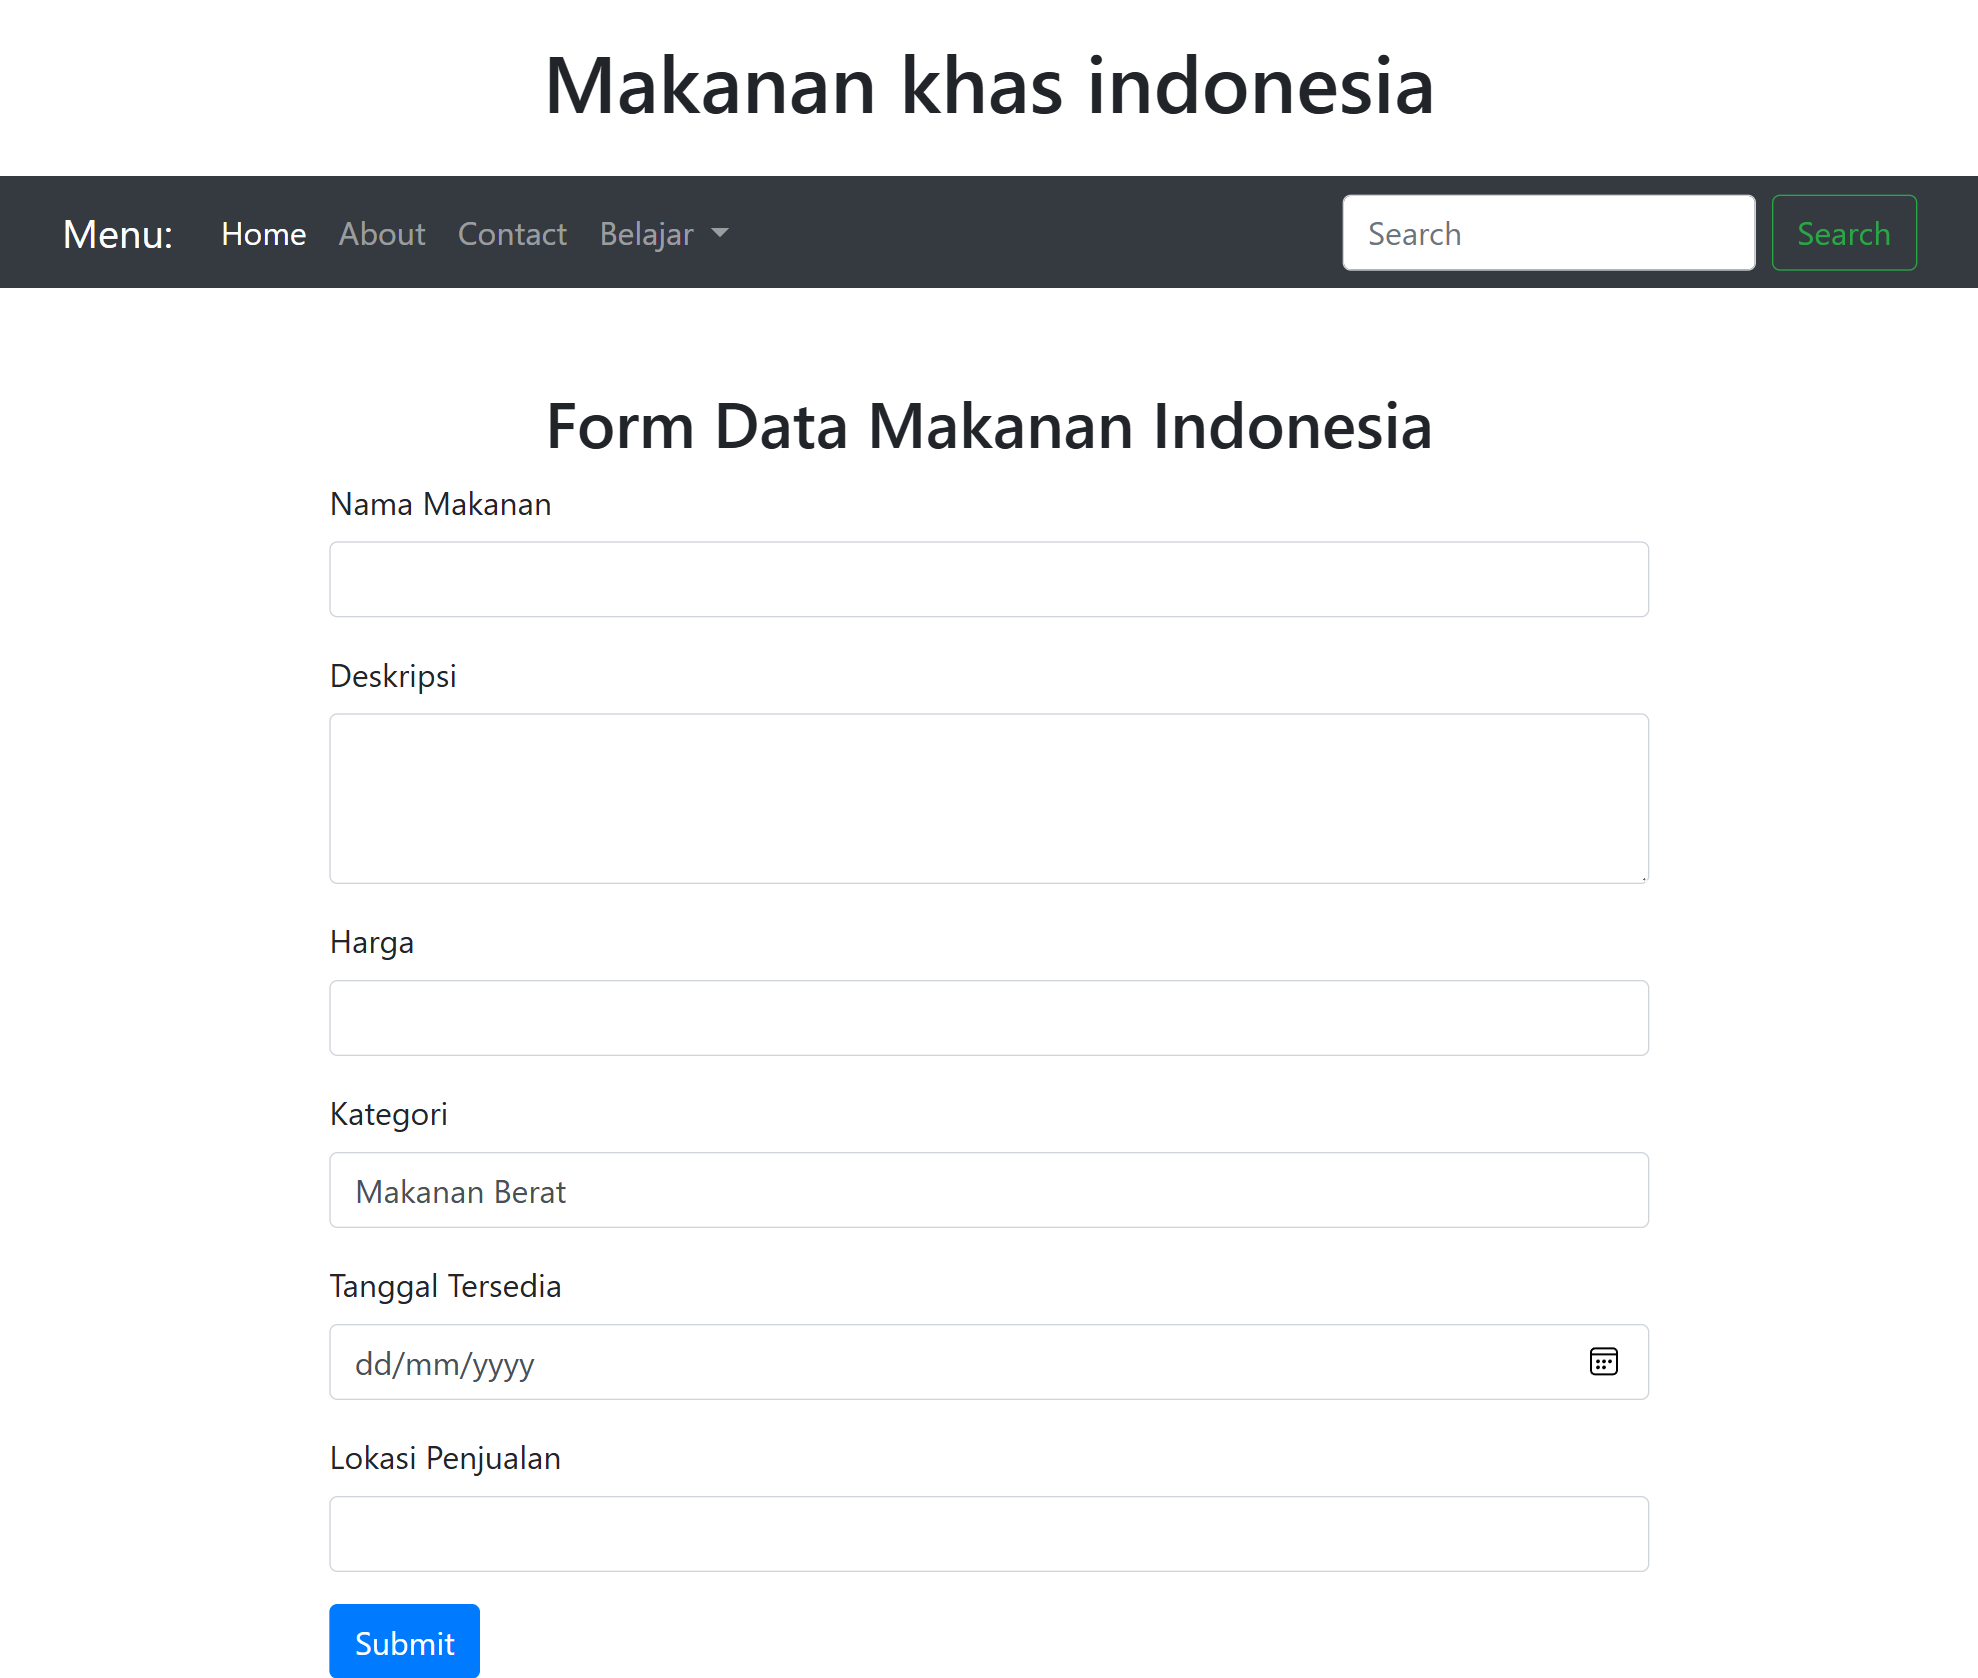 Makanan khas indonesia
Menu: Home About Contact Belajar Search Search
Form Data Makanan Indonesia
Nama Makanan
Deskripsi
Harga
Kategori
Makanan Berat
Tanggal Tersedia
dd/mm/yyyy
Lokasi Penjualan
Submit